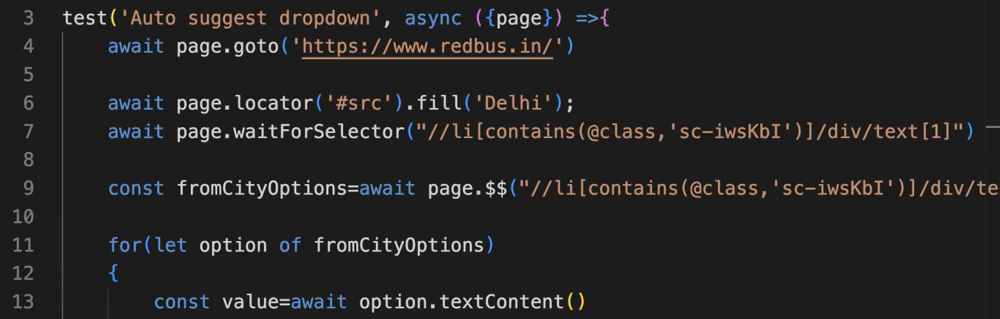 3 test('Auto suggest dropdown', async ({page}) =>{
4 await page.goto('https://www.redbus.in/')
5
6 await page.locator('#src').fill('Delhi');
7 await page.waitForSelector("//li[contains(@class,'sc-iwsKbI')]/div/text[1]")
8
9 const fromCityOptions=await page.$$("//li[contains(@class,'sc-iwsKbI')]/div/te
10
11 for(let option of fromCityOptions)
12 {
13 const value=await option.textContent()